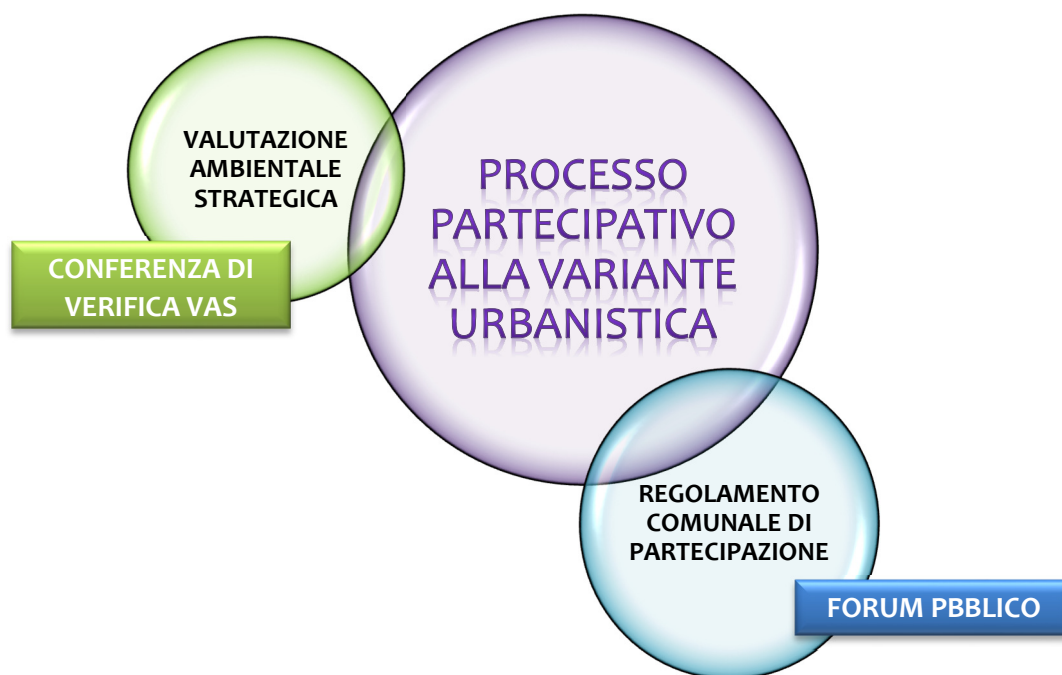 VALUTAZIONE
AMBIENTALE
STRATEGICA
CONFERENZA DI
VERIFICA VAS
PROCESSO
PARTECIPATIVO
ALLA VARIANTE
URBANISTICA
REGOLAMENTO
COMUNALE DI
PARTECIPAZIONE
FORUM PBBLICO